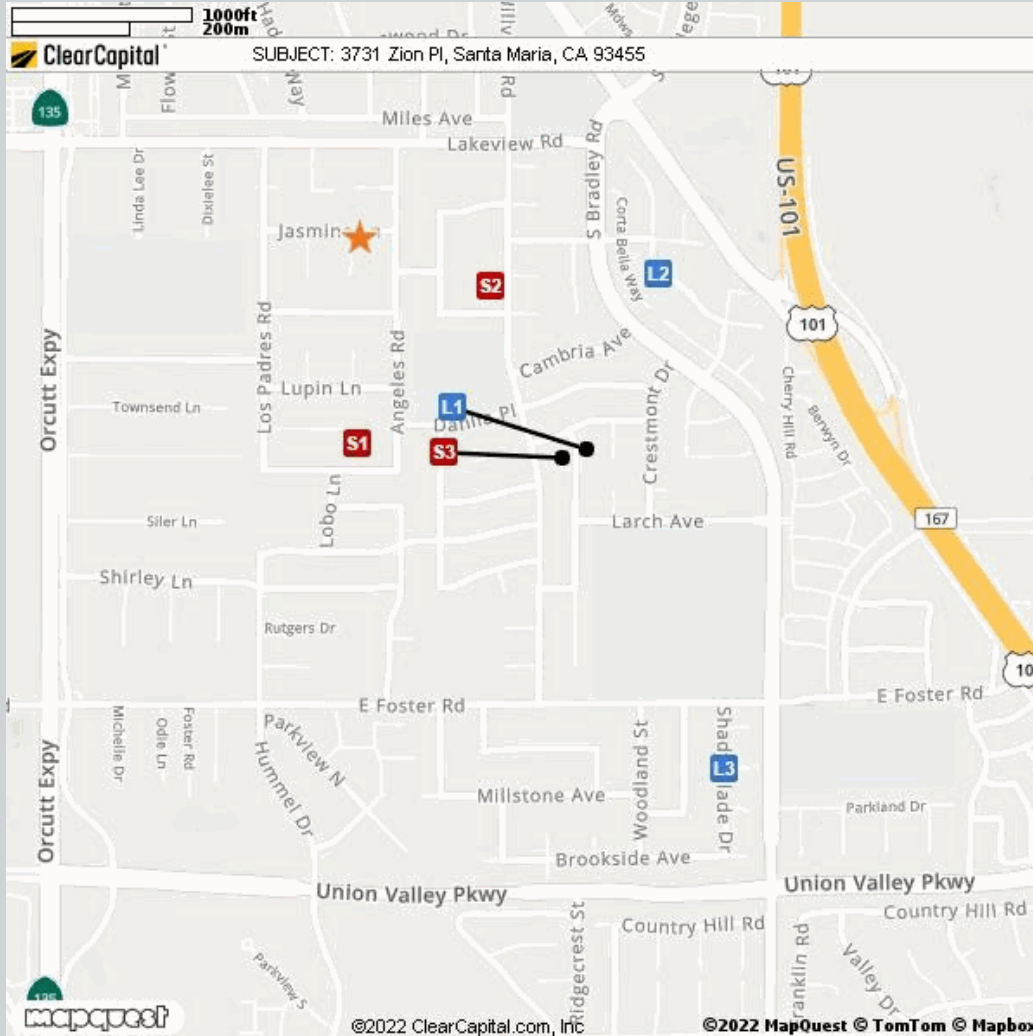 1000ft
200m
ClearCapital
SUBJECT: 3731 Zion Pl, Santa Maria, CA 93455
135
Way
Rd
Miles Ave
Lakeview Rd
Linda Lee Dr
Dixielee St
S Bradley Rd
US-101
Corta Bella Way
S2
L2
101
Orcutt Expy
Los Padres Rd
Angeles Rd
Cambria Ave
Lupin Ln
Townsend Ln
L1
Crestmont Dr
Cherry Hill Rd
Berwyn Dr
S1
S3
Lobo Ln
Siler Ln
Larch Ave
167
Shirley Ln
Rutgers Dr
E Foster Rd
E Foster Rd
Michelle Dr
Odie Ln
Foster Rd
Parkview N
Hummel Dr
Woodland St
L3
Orcutt Expy
Millstone Ave
Parkland Dr
Brookside Ave
Union Valley Pkwy
Union Valley Pkwy
Country Hill Rd
Country Hill Rd
Ridgecrest St
Valley Dr
Parkview S
135
mapquest
©2022 ClearCapital.com, Inc
©2022 MapQuest © TomTom © Mapbox